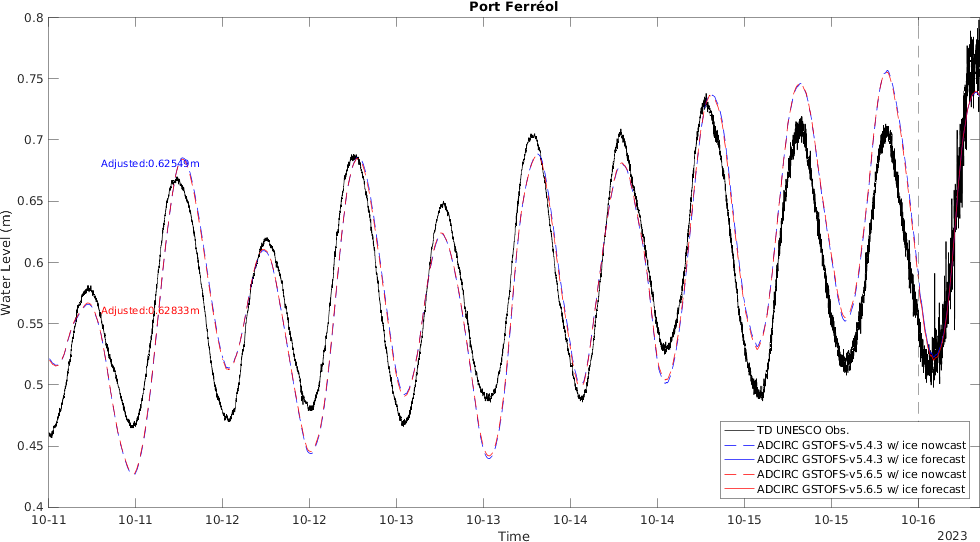 Port Ferréol
0.8
0.75
0.7
0.65
0.6
0.55
0.5
0.45
0.4
Water Level (m)
Adjusted:0.62549m
Adjusted:0.62833m
TD UNESCO Obs.
ADCIRC GSTOFS-v5.4.3 w/ ice nowcast
ADCIRC GSTOFS-v5.4.3 w/ ice forecast
ADCIRC GSTOFS-v5.6.5 w/ ice nowcast
ADCIRC GSTOFS-v5.6.5 w/ ice forecast
10-11 10-11 10-12 10-12 10-13 10-13 10-14 10-14 10-15 10-15 10-16
Time
2023